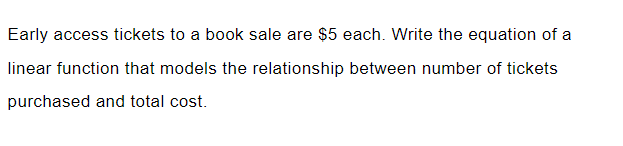 Early access tickets to a book sale are $5 each. Write the equation of a
linear function that models the relationship between number of tickets
purchased and total cost.